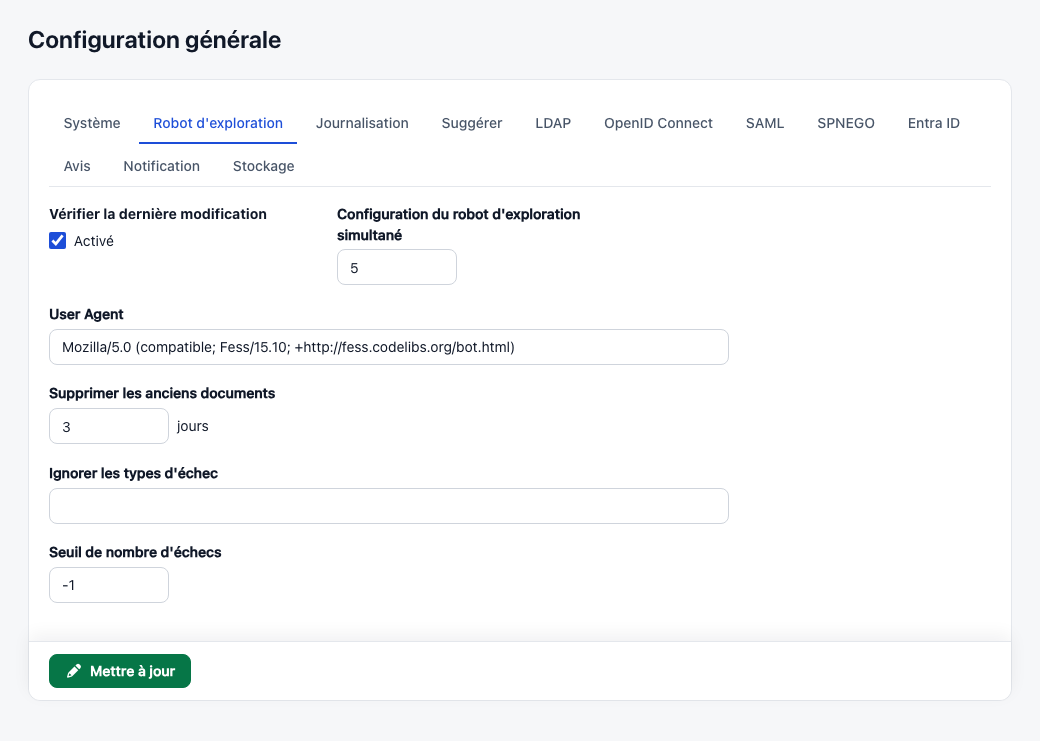 Configuration générale
Système Robot d'exploration Journalisation Suggérer LDAP OpenID Connect SAML SPNEGO Entra ID
Avis Notification Stockage
Vérifier la dernière modification
Activé
Configuration du robot d'exploration
simultané
5
User Agent
Mozilla/5.0 (compatible; Fess/15.10; +http://fess.codelibs.org/bot.html)
Supprimer les anciens documents
3 jours
Ignorer les types d'échec
Seuil de nombre d'échecs
-1
Mettre à jour